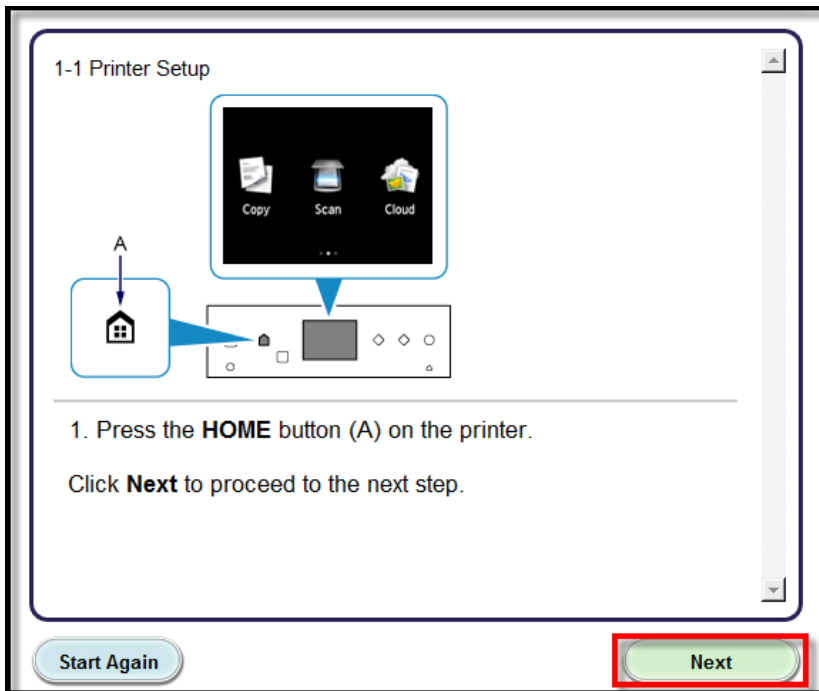 1-1 Printer Setup
Copy Scan Cloud
A
1. Press the HOME button (A) on the printer.
Click Next to proceed to the next step.
Start Again Next